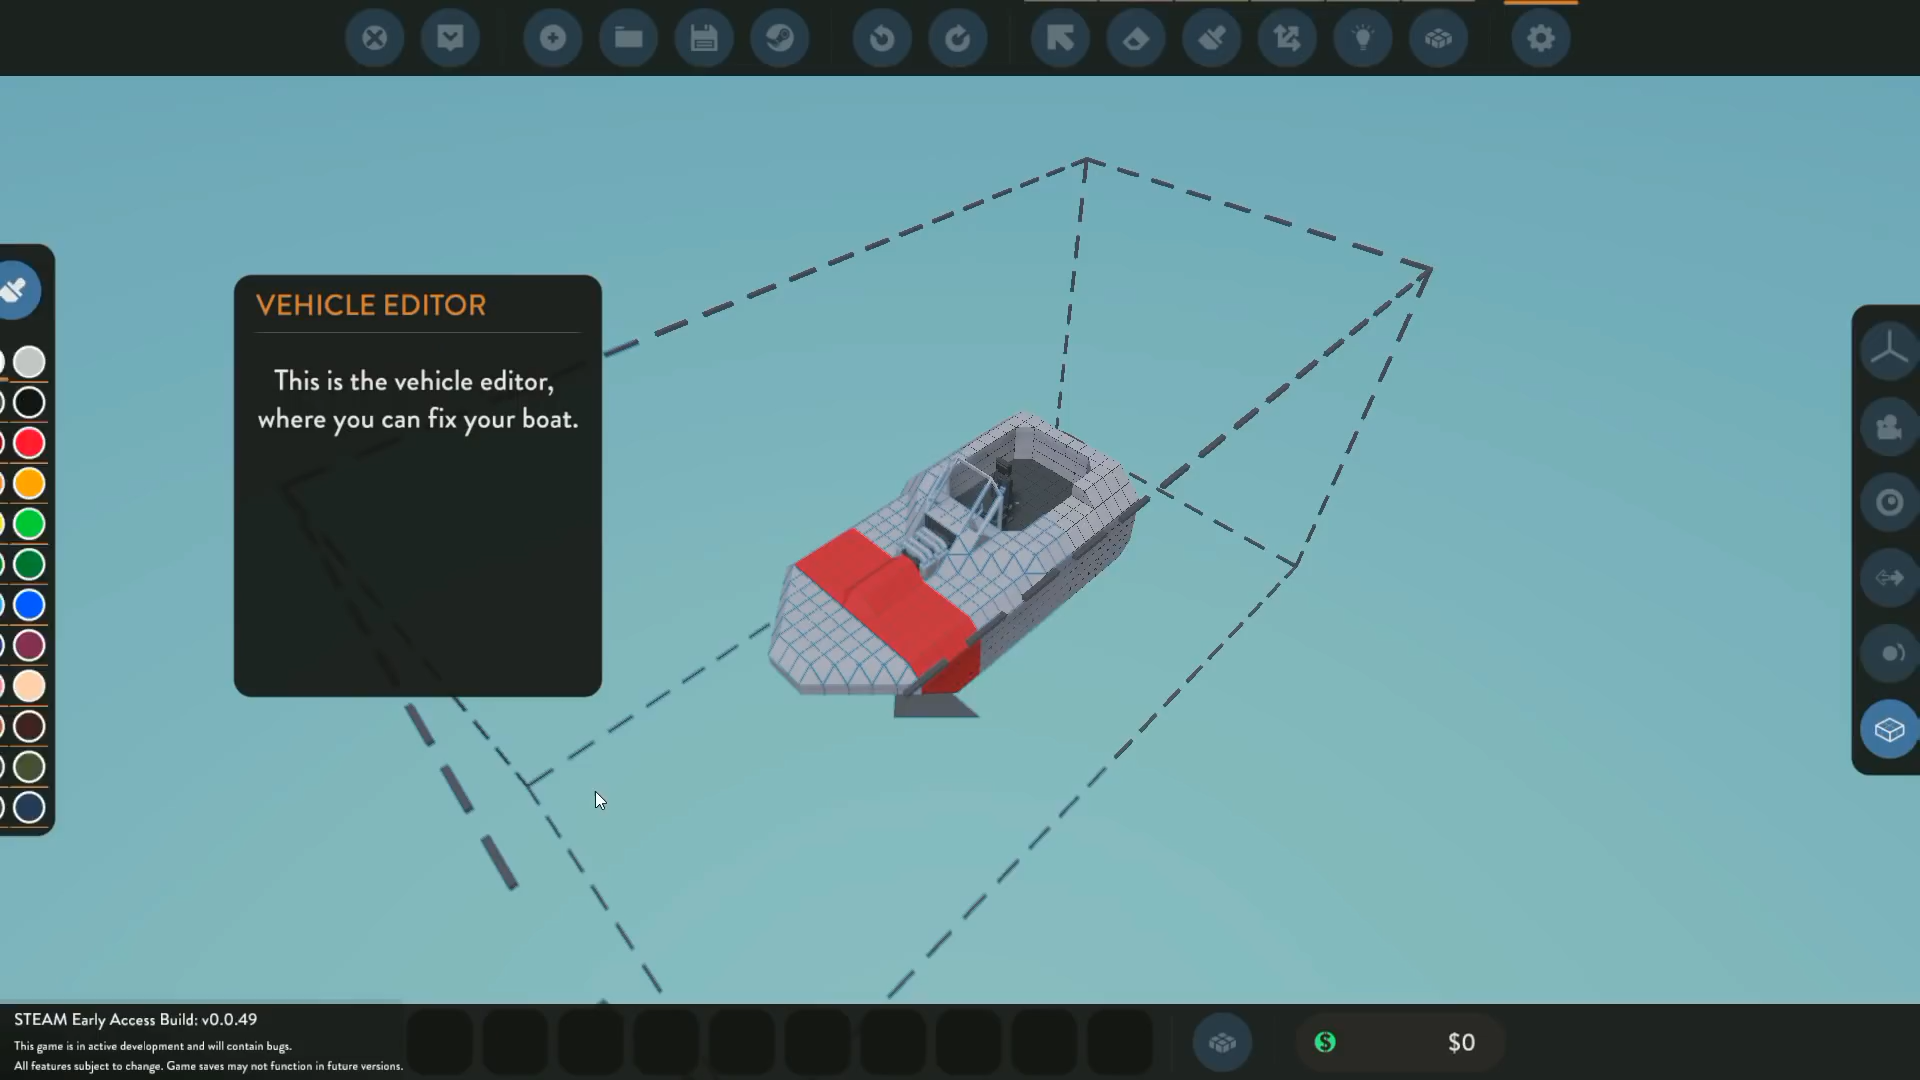 VEHICLE EDITOR
This is the vehicle editor,
where you can fix your boat.
STEAM Early Access Build: v0.0.49
This game is in active development and will contain bugs.
All features subject to change. Game saves may not function in future versions.
$0